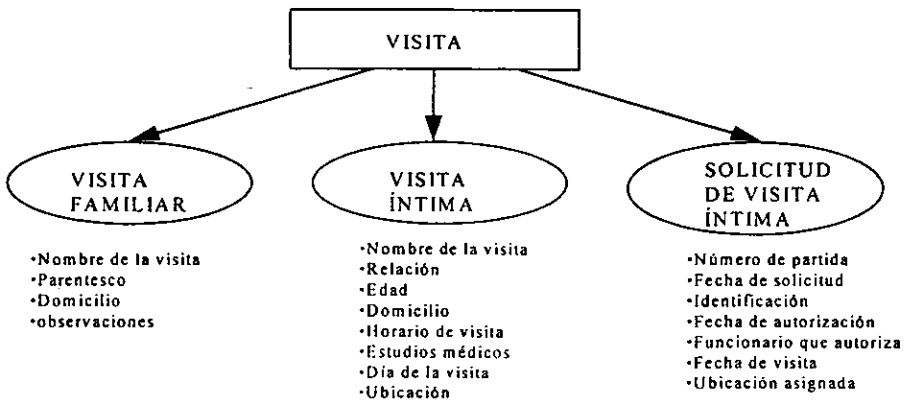 VISITA
VISITA
FAMILIAR
•Nombre de la visita
•Parentesco
•Domicilio
•observaciones
VISITA
ÍNTIMA
•Nombre de la visita
•Relación
•Edad
•Domicilio
•Horario de visita
•Estudios médicos
•Día de la visita
•Ubicación
SOLICITUD
DE VISITA
ÍNTIMA
•Número de partida
•Fecha de solicitud
•Identificación
•Fecha de autorización
•Funcionario que autoriza
•Fecha de visita
•Ubicación asignada